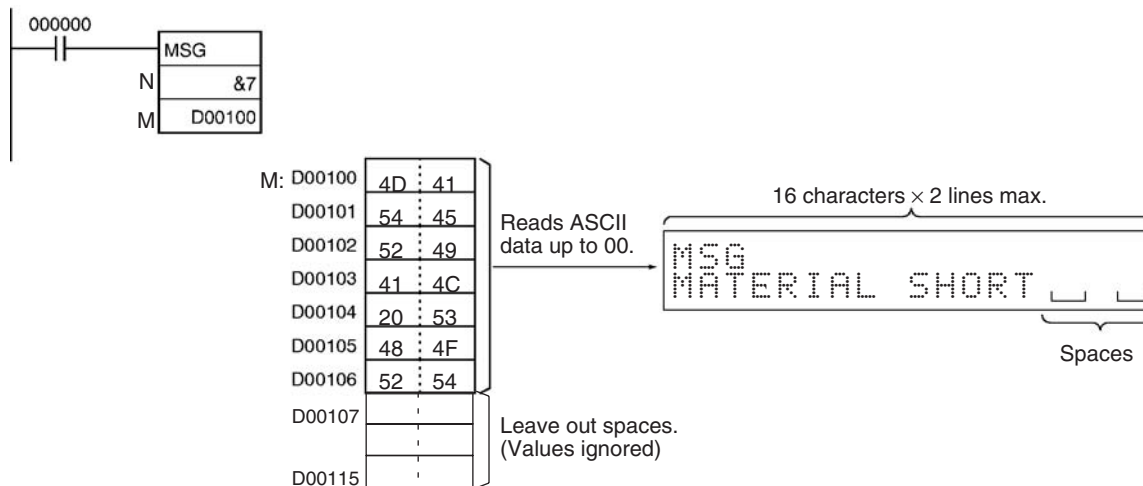 000000
MSG
N &7
M D00100
M: D00100 4D 41
D00101 54 45
D00102 52 49
D00103 41 4C
D00104 20 53
D00105 48 4F
D00106 52 54
D00107
D00115
Reads ASCII
data up to 00.
Leave out spaces.
(Values ignored)
16 characters × 2 lines max.
MSG
MATERIAL SHORT
Spaces